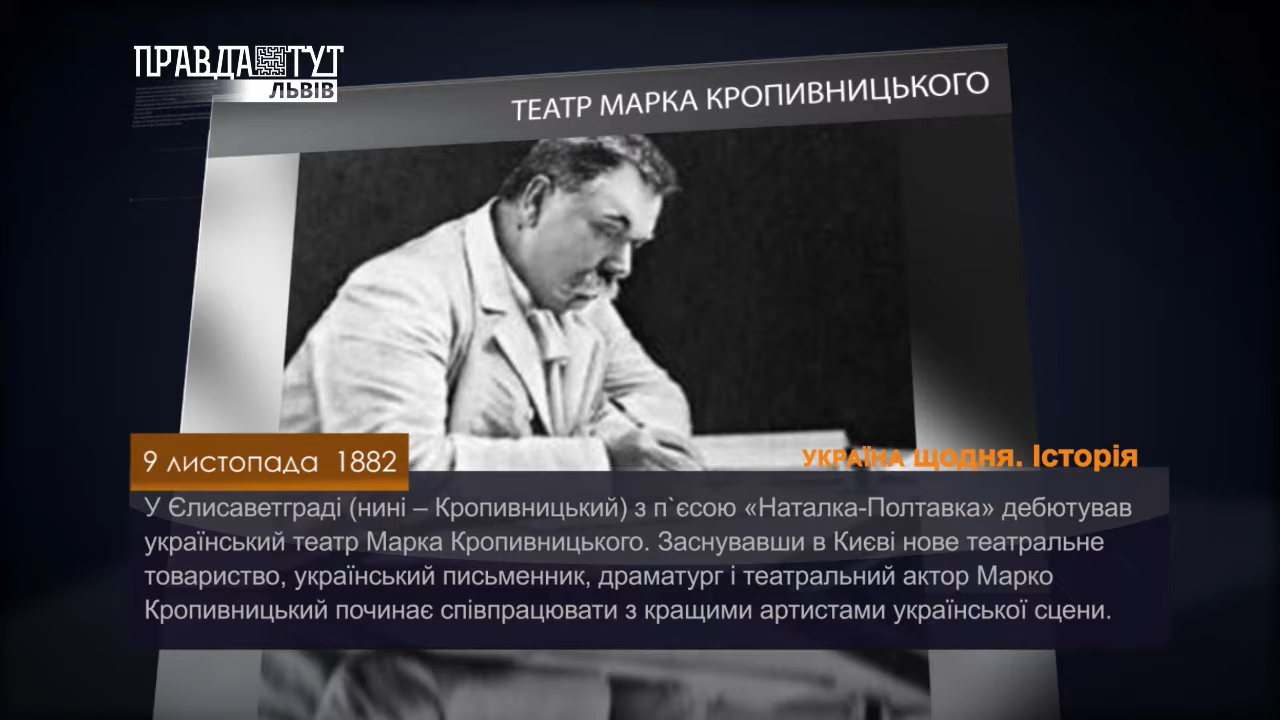 ПРАВДА ТУТ
ЛЬВІВ
ТЕАТР МАРКА КРОПИВНИЦЬКОГО
9 листопада 1882
УКРАЇНА щодня. Історія
У Єлисаветграді (нині – Кропивницький) з п`єсою «Наталка-Полтавка» дебютував
український театр Марка Кропивницького. Заснувавши в Києві нове театральне
товариство, український письменник, драматург і театральний актор Марко
Кропивницький починає співпрацювати з кращими артистами української сцени.